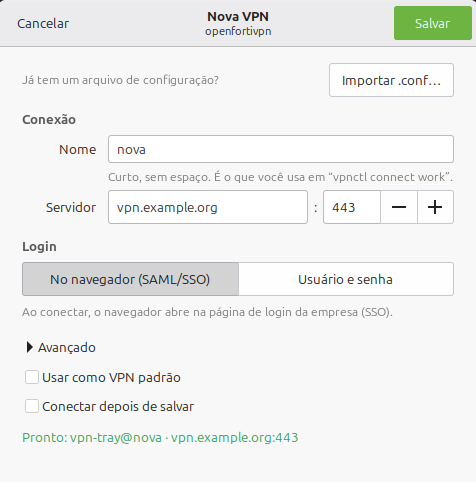 Cancelar
Nova VPN
openfortivpn
Salvar
Já tem um arquivo de configuração?
Importar .conf…
Conexão
Nome
nova
Curto, sem espaço. É o que você usa em “vpnctl connect work”.
Servidor
vpn.example.org
:
443
Login
No navegador (SAML/SSO)
Usuário e senha
Ao conectar, o navegador abre na página de login da empresa (SSO).
Avançado
Usar como VPN padrão
Conectar depois de salvar
Pronto: vpn-tray@nova · vpn.example.org:443